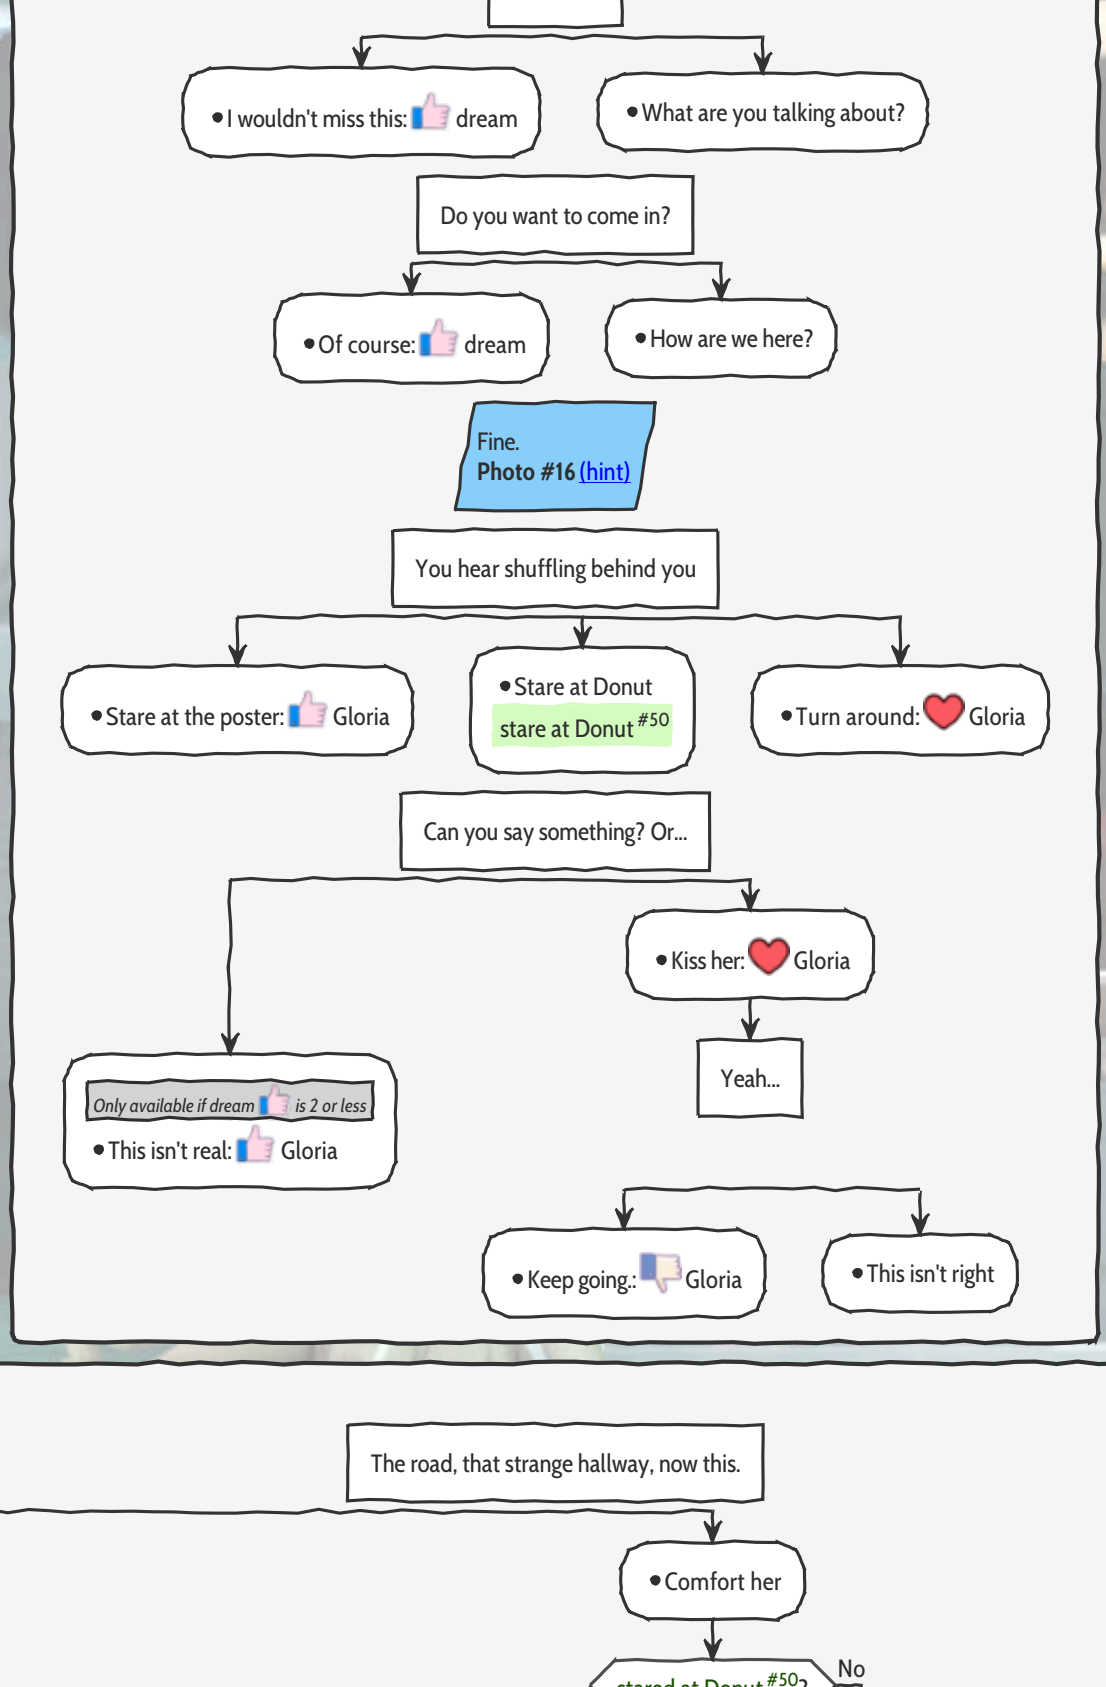 •I wouldn't miss this: dream
•What are you talking about?
Do you want to come in?
•Of course: dream
•How are we here?
Fine.
Photo #16 (hint)
You hear shuffling behind you
•Stare at the poster: Gloria
•Stare at Donut
stare at Donut #50
•Turn around: Gloria
Can you say something? Or...
•Kiss her: Gloria
Yeah...
Only available if dream is 2 or less
•This isn't real: Gloria
•Keep going.: Gloria
•This isn't right
The road, that strange hallway, now this.
•Comfort her
No
stared at Donut #50?